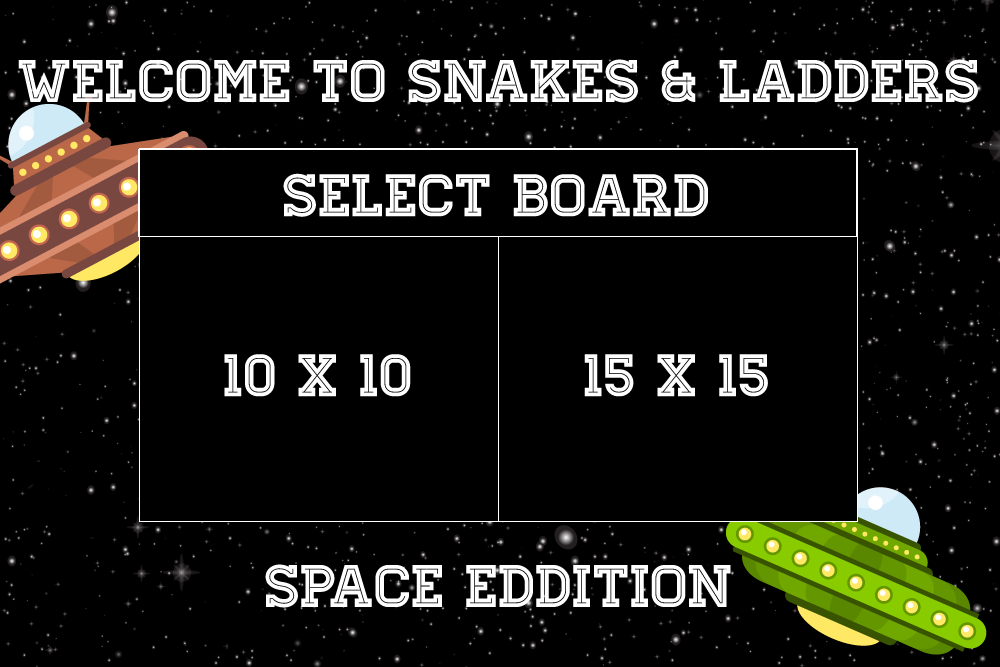 WELCOME TO SNAKES & LADDERS
SELECT BOARD
10 X 10
15 X 15
SPACE EDDITION